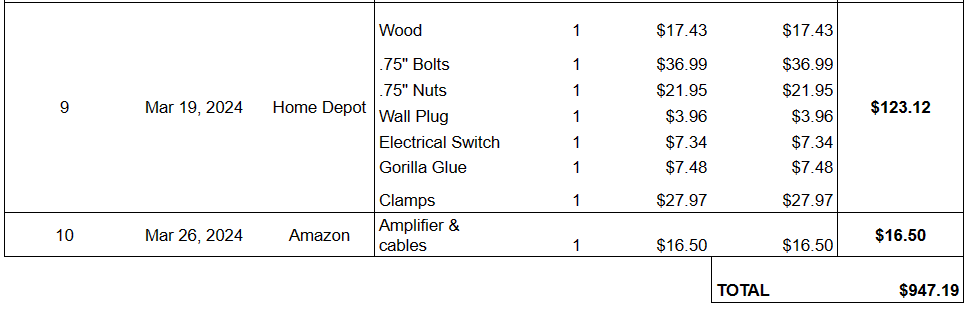 Wood 1 $17.43 $17.43
.75" Bolts 1 $36.99 $36.99
.75" Nuts 1 $21.95 $21.95
9 Mar 19, 2024 Home Depot Wall Plug 1 $3.96 $3.96 $123.12
Electrical Switch 1 $7.34 $7.34
Gorilla Glue 1 $7.48 $7.48
Clamps 1 $27.97 $27.97
10 Mar 26, 2024 Amazon Amplifier &
cables 1 $16.50 $16.50 $16.50
TOTAL $947.19